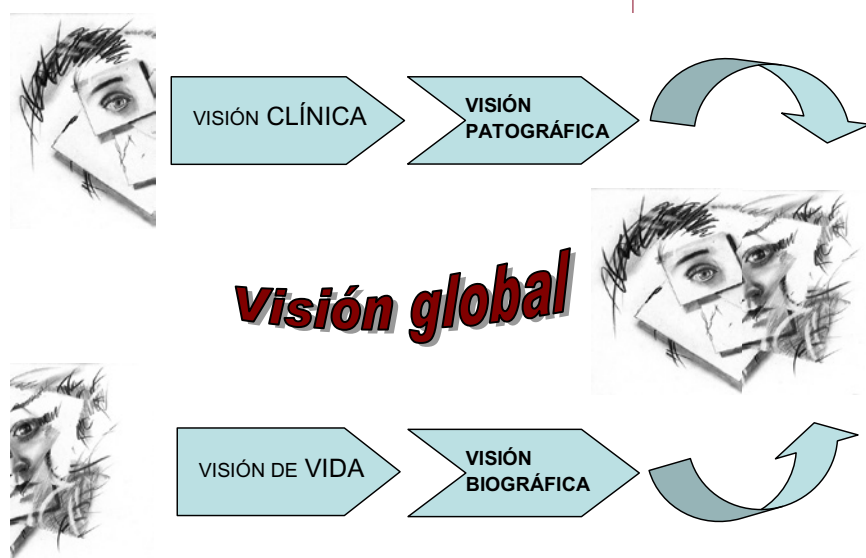 VISIÓN CLÍNICA
VISIÓN
PATOGRÁFICA
Visión global
VISIÓN DE VIDA
VISIÓN
BIOGRÁFICA